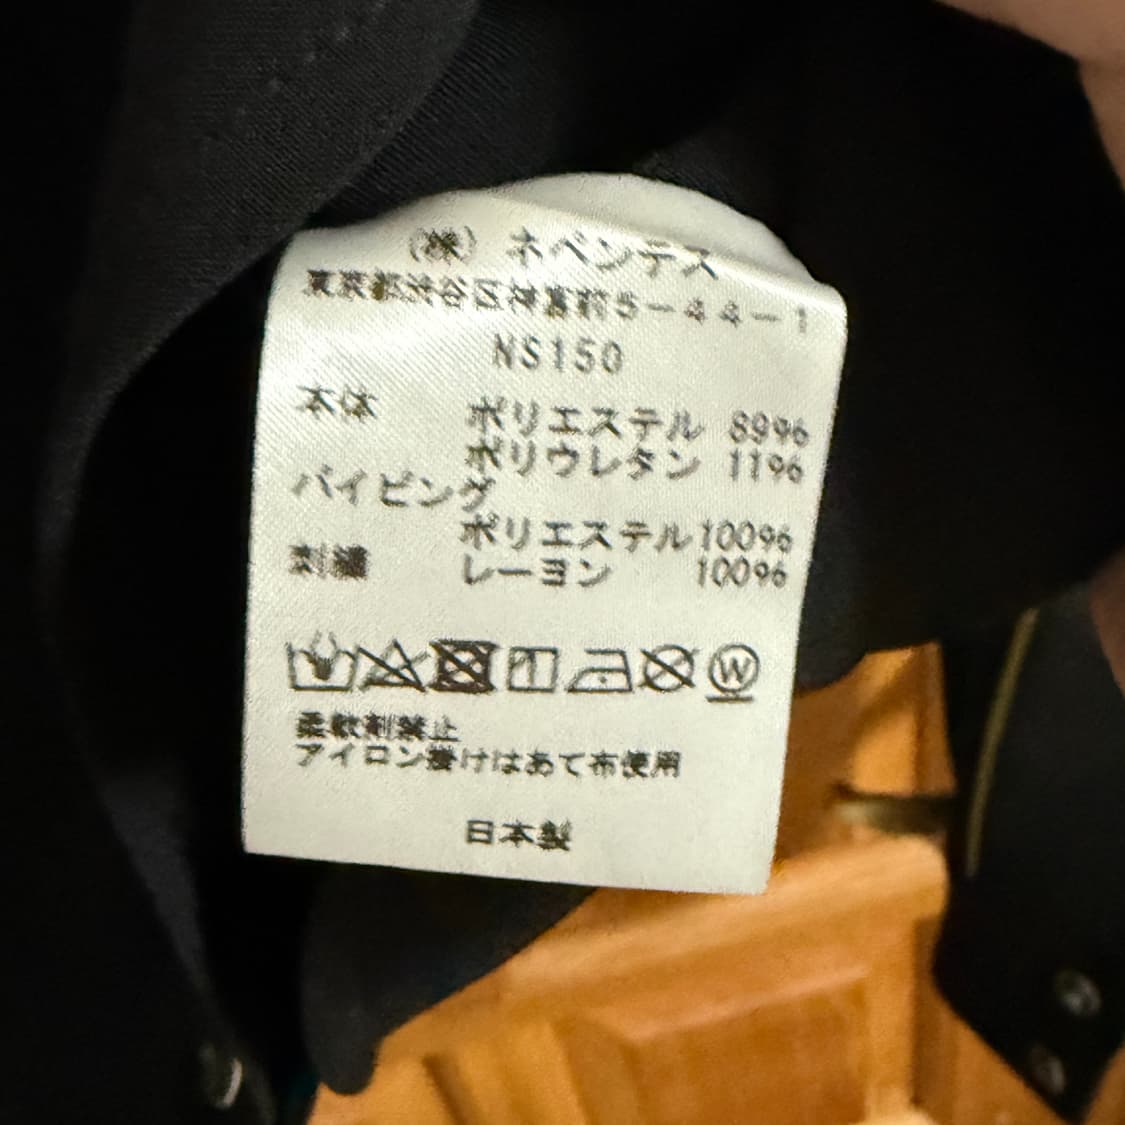 (株) ネペンテス
東京都渋谷区神宮前5-44-1
NS150
本体 ポリエステル 89%
ポリウレタン 11%
パイピング
ポリエステル100%
刺繍 レーヨン 100%
W
柔軟剤禁止
アイロン掛けはあて布使用
日本製